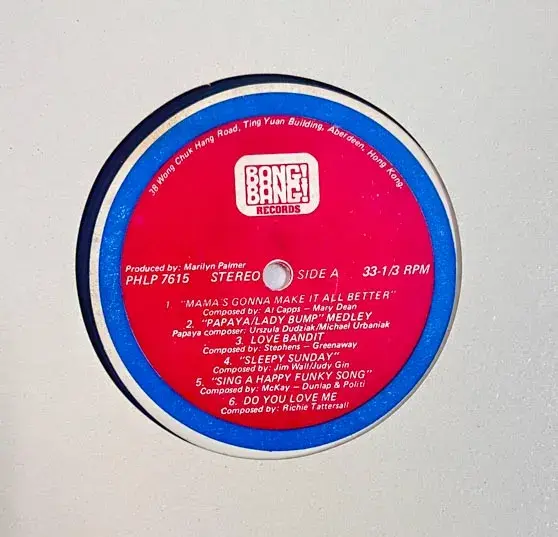 38 Wong Chuk Hang Road, Ting Yuan Building, Aberdeen, Hong Kong.
BANG!
BANG!
RECORDS
Produced by: Marilyn Palmer
PHLP 7615 STEREO SIDE A 33-1/3 RPM
1 "MAMA'S GONNA MAKE IT ALL BETTER"
Composed by: Al Capps – Mary Dean
2. "PAPAYA/LADY BUMP" MEDLEY
Papaya composer: Urszula Dudziak/Michael Urbaniak
3. LOVE BANDIT
Composed by: Stephens – Greenaway
4. "SLEEPY SUNDAY"
Composed by: Jim Wall/Judy Gin
5. "SING A HAPPY FUNKY SONG"
Composed by: McKay – Dunlap & Politi
6. DO YOU LOVE ME
Composed by: Richie Tattersall